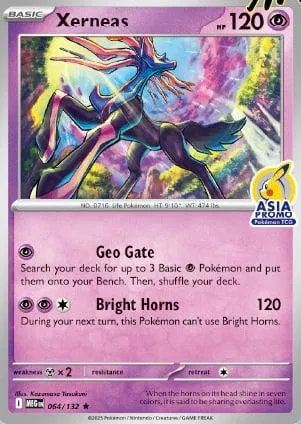 BASIC
Xerneas
HP 120
NO. 0716 Life Pokémon HT: 9'10" WT: 474 lbs.
ASIA
PROMO
Pokémon TCG
Geo Gate
Search your deck for up to 3 Basic Pokémon and put
them onto your Bench. Then, shuffle your deck.
Bright Horns 120
During your next turn, this Pokémon can't use Bright Horns.
weakness ×2 resistance retreat
Illus. Kazumasa Yasukuni
I MEG EN 064/132 ★
When the horns on its head shine in seven
colors, it is said to be sharing everlasting life.
©2025 Pokémon / Nintendo / Creatures / GAME FREAK